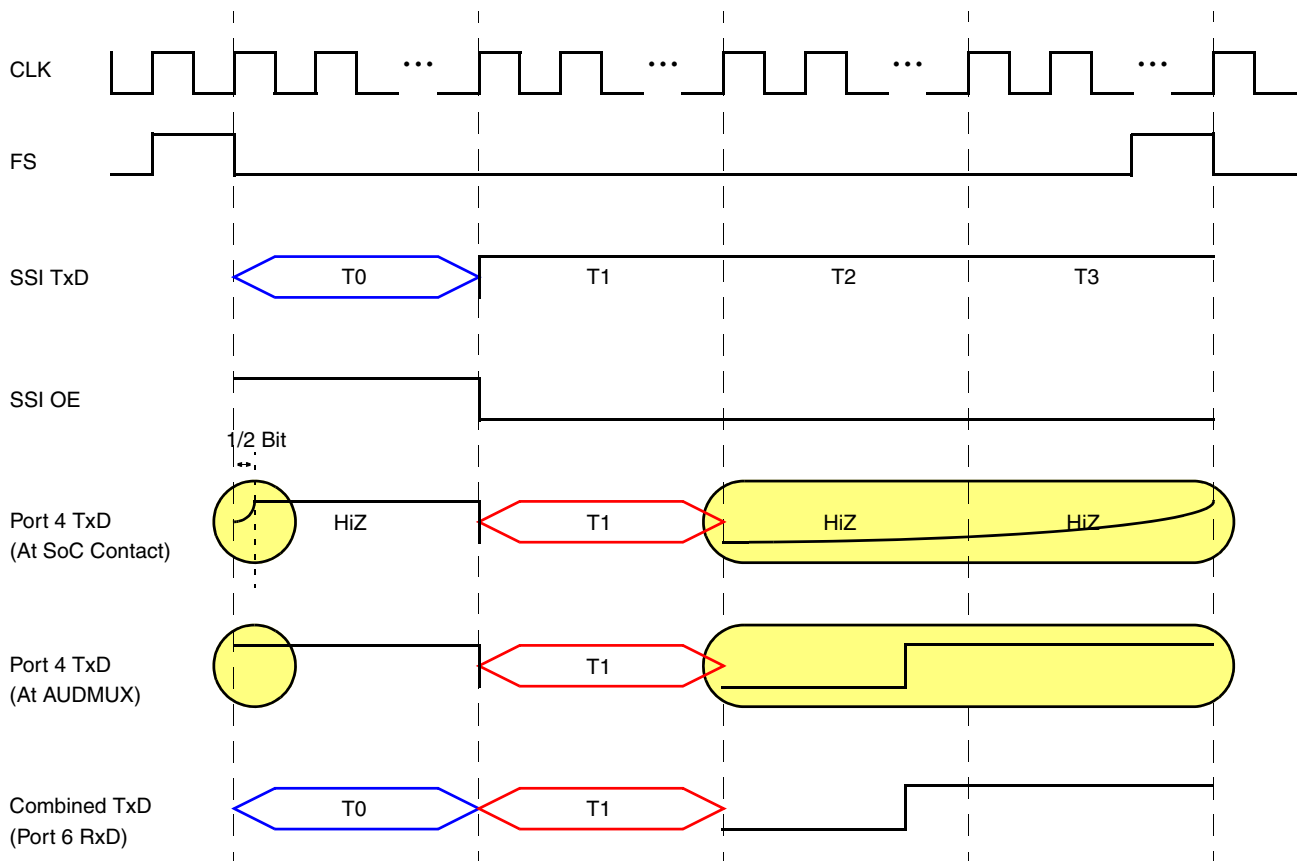 CLK
... ... ... ...
FS
SSI TxD
T0 T1 T2 T3
SSI OE
1/2 Bit
Port 4 TxD
(At SoC Contact)
HiZ T1 HiZ HiZ
Port 4 TxD
(At AUDMUX)
T1
Combined TxD
(Port 6 RxD)
T0 T1